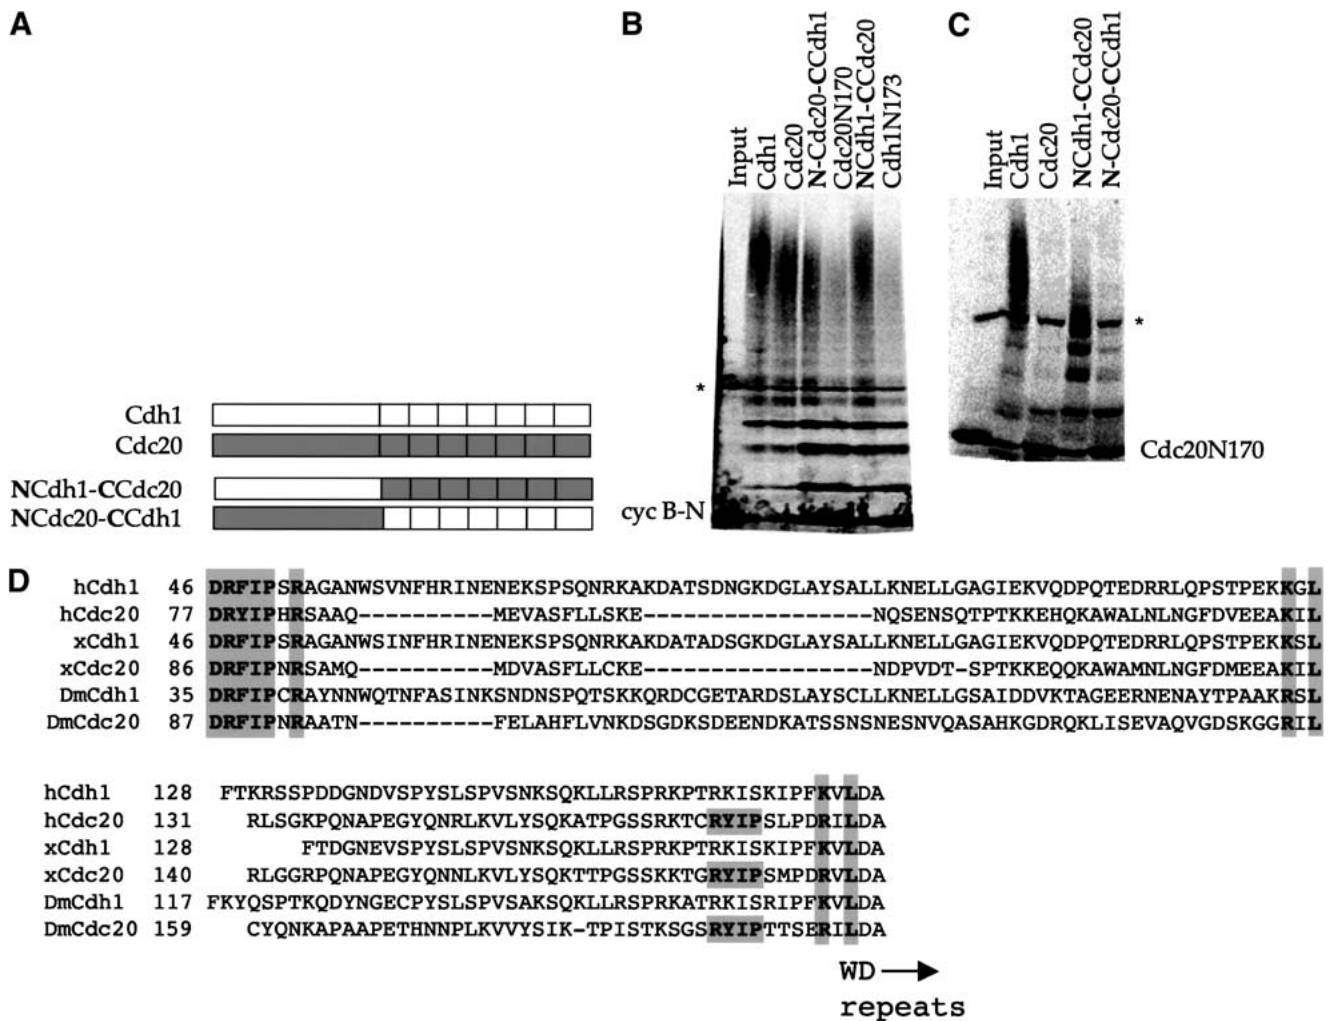 A
B
C
Input
Cdh1
Cdc20
N-Cdc20-CCdh1
Cdc20N170
NCdh1-CCdc20
Cdh1N173
Input
Cdh1
Cdc20
NCdh1-CCdc20
N-Cdc20-CCdh1
*
*
Cdh1
Cdc20
NCdh1-CCdc20
NCdc20-CCdh1
cyc B-N
Cdc20N170
D
hCdh1 46 DRFIPSRAGANWSVNFHRINENEKSPSQNRKAKDATSDNGKDGLAYSALLKNELLGAGIEKVQDPQTEDRRLQPSTPEKKGL
hCdc20 77 DRYIPHRSAAQ----------MEVASFLLSKE-----------------NQSENSQTPTKKEHQKAWALNLNGFDVEEAKIL
xCdh1 46 DRFIPSRAGANWSINFHRINENEKSPSQNRKAKDATADSGKDGLAYSALLKNELLGAGIEKVQDPQTEDRRLQPSTPEKKSL
xCdc20 86 DRFIPNRSAMQ----------MDVASFLLCKE-----------------NDPVDT-SPTKKEQQKAWAMNLNGFDMEEAKIL
DmCdh1 35 DRFIPCRAYNNWQTNFASINKSNDNSPQTSKKQRDCGETARDSLAYSCLLKNELLGSAIDDVKTAGEERNENAYTPAAKRSL
DmCdc20 87 DRFIPNRAATN----------FELAHFLVNKDSGDKSDEENDKATSSNSNESNVQASAHKGDRQKLISEVAQVGDSKGGRIL
hCdh1 128 FTKRSSPDDGNDVSPYSLSPVSNKSQKLLRSPRKPTRKISKIPFKVLDA
hCdc20 131 RLSGKPQNAPEGYQNRLKVLYSQKATPGSSRKTCRYIPSLPDRILDA
xCdh1 128 FTDGNEVSPYSLSPVSNKSQKLLRSPRKPTRKISKIPFKVLDA
xCdc20 140 RLGGRPQNAPEGYQNNLKVLYSQKTTPGSSKKTGRYIPSMPDRVLDA
DmCdh1 117 FKYQSPTKQDYNGECPYSLSPVSAKSQKLLRSPRKATRKISRIPFKVLDA
DmCdc20 159 CYQNKAPAAPETHNNPLKVVYSIK-TPISTKSGSRYIPTTSERILDA
WD
repeats